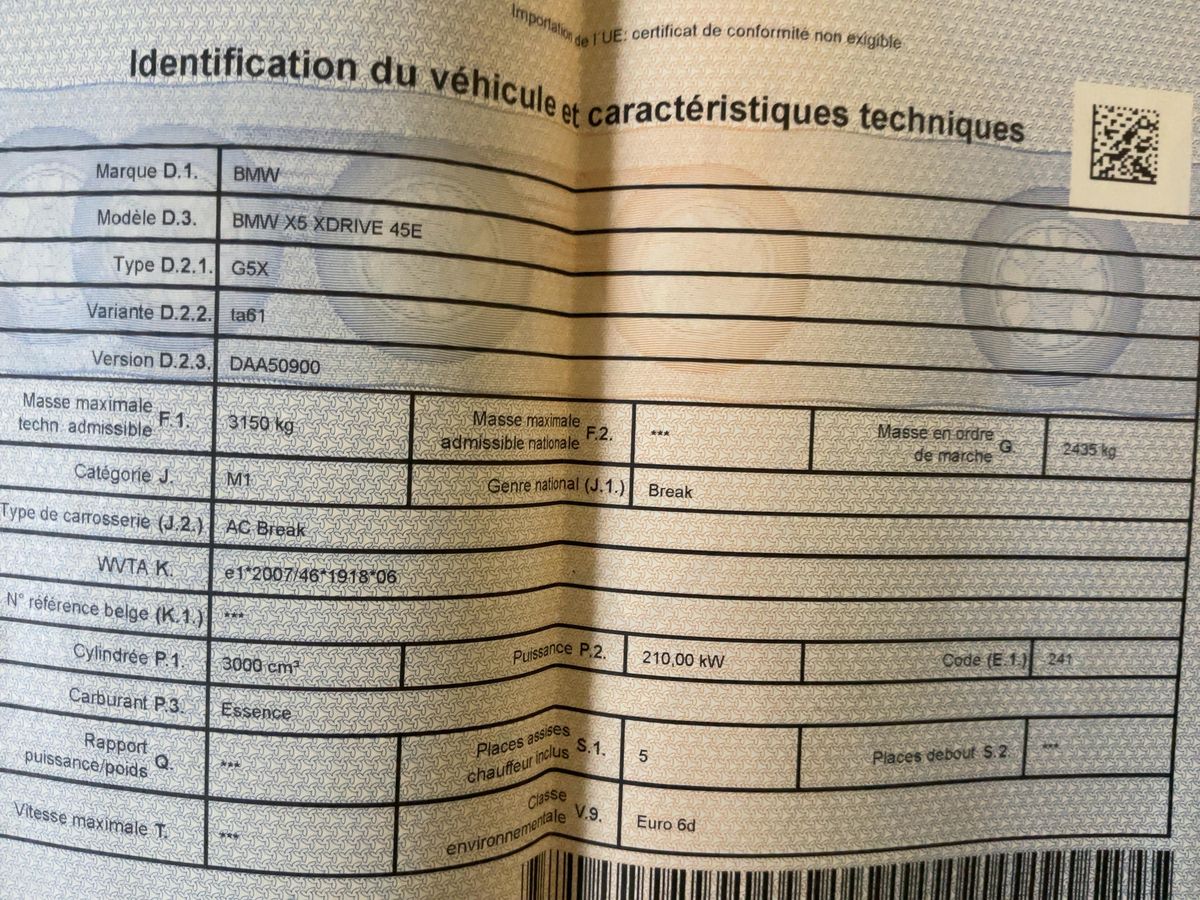 Importation de l'UE: certificat de conformité non exigible
Identification du véhicule et caractéristiques techniques
Marque D.1. BMW
Modèle D.3. BMW X5 XDRIVE 45E
Type D.2.1. G5X
Variante D.2.2. ta61
Version D.2.3. DAA50900
Masse maximale
techn. admissible F.1. 3150 kg
Masse maximale
admissible nationale F.2. ***
Masse en ordre
de marche G. 2435 kg
Catégorie J. M1
Genre national (J.1.) Break
Type de carrosserie (J.2.) AC Break
WVTA K. e1*2007/46*1918*06
N° référence belge (K.1.) ***
Cylindrée P.1. 3000 cm³
Puissance P.2. 210,00 kW
Code (E.1.) 241
Carburant P.3. Essence
Rapport
puissance/poids Q. ***
Places assises
chauffeur inclus S.1. 5
Places debout S.2. ***
Vitesse maximale T. ***
Classe
environnementale V.9. Euro 6d